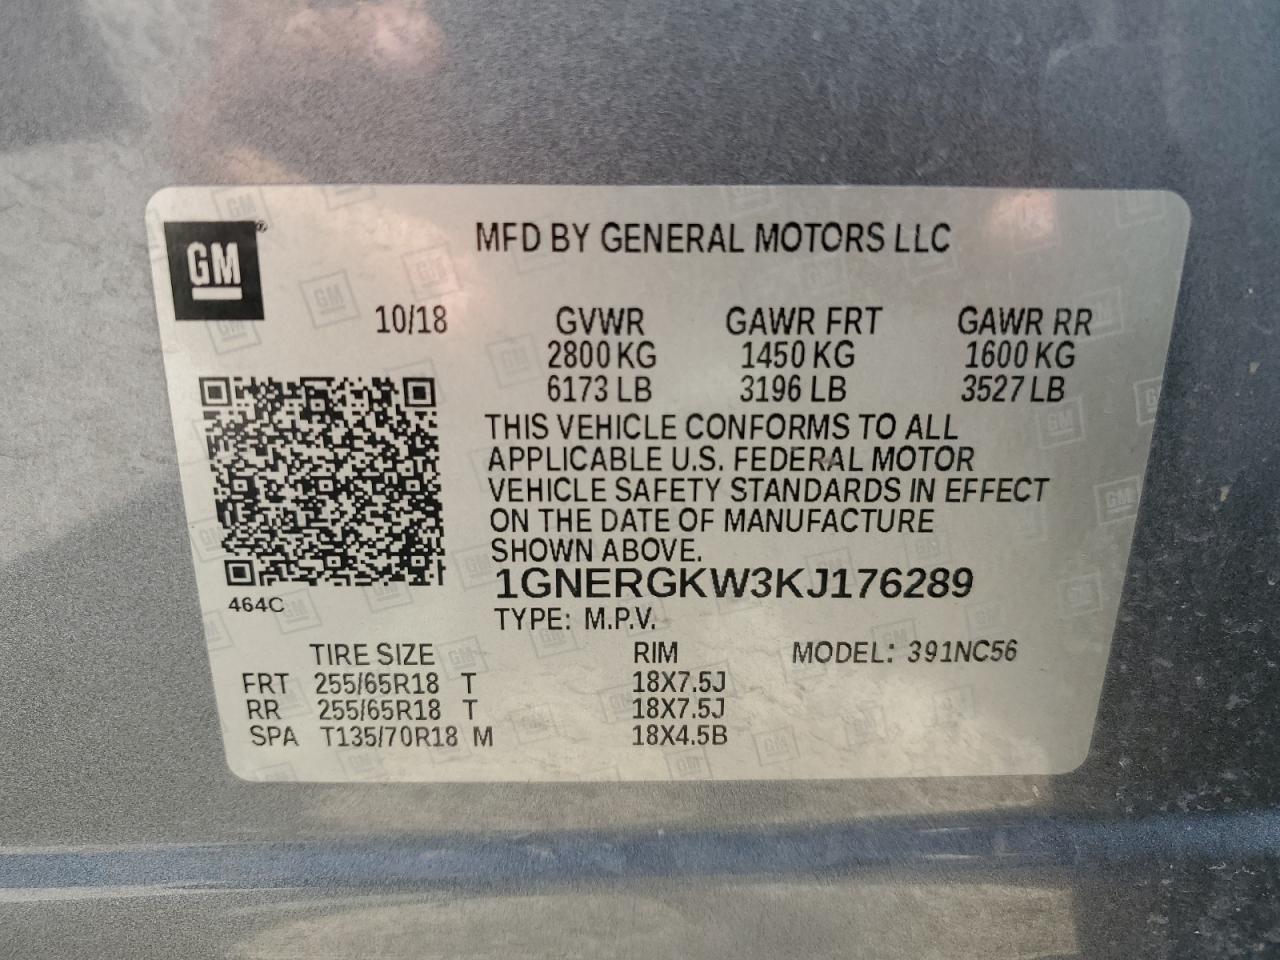 GM®
MFD BY GENERAL MOTORS LLC
10/18 GVWR GAWR FRT GAWR RR
2800 KG 1450 KG 1600 KG
6173 LB 3196 LB 3527 LB
THIS VEHICLE CONFORMS TO ALL
APPLICABLE U.S. FEDERAL MOTOR
VEHICLE SAFETY STANDARDS IN EFFECT
ON THE DATE OF MANUFACTURE
SHOWN ABOVE.
1GNERGKW3KJ176289
464C
TYPE: M.P.V.
TIRE SIZE RIM MODEL: 391NC56
FRT 255/65R18 T 18X7.5J
RR 255/65R18 T 18X7.5J
SPA T135/70R18 M 18X4.5B